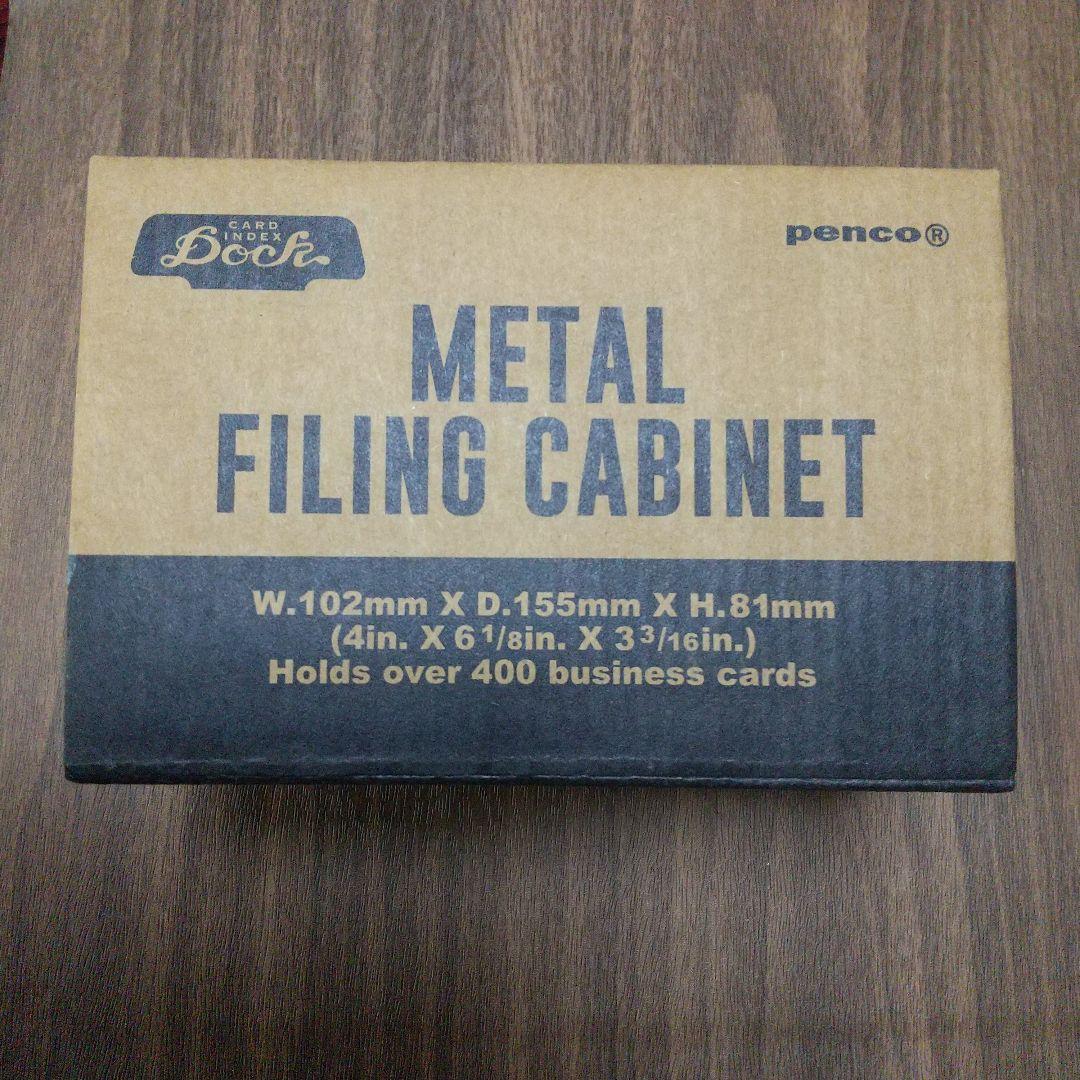 CARD
INDEX
Dock
penco®
METAL
FILING CABINET
W.102mm X D.155mm X H.81mm
(4in. X 6 1/8in. X 3 3/16in.)
Holds over 400 business cards